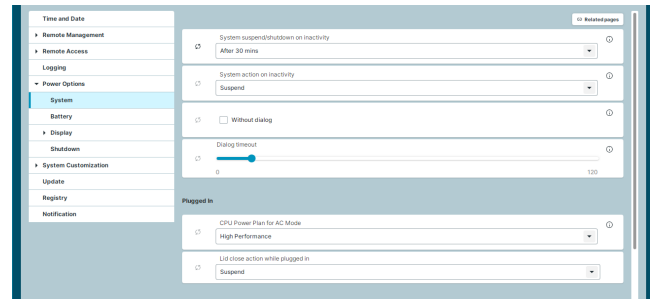 Time and Date
Related pages
Remote Management
System suspend/shutdown on inactivity
After 30 mins
Remote Access
Logging
System action on inactivity
Suspend
Power Options
System
Battery
Without dialog
Display
Dialog timeout
Shutdown
System Customization
0
120
Update
Registry
Plugged In
Notification
CPU Power Plan for AC Mode
High Performance
Lid close action while plugged in
Suspend